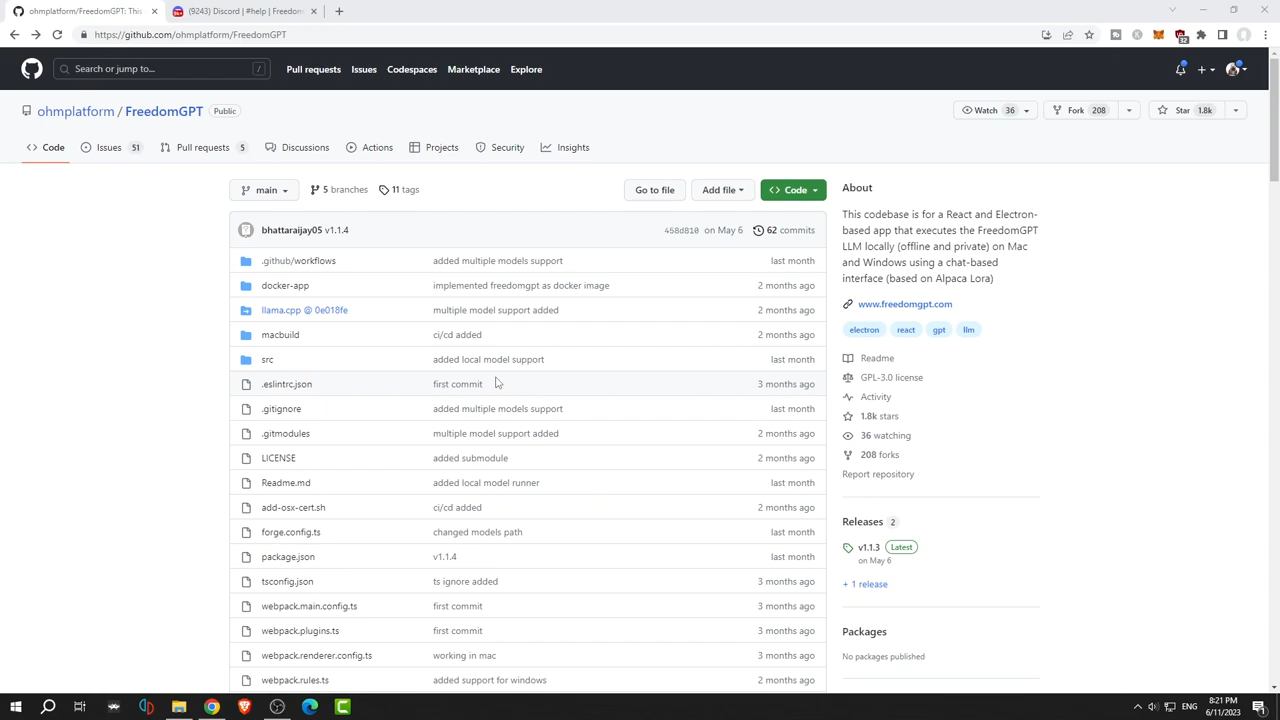 ohmplatform/FreedomGPT: This
(9243) Discord | #help | Freedom
https://github.com/ohmplatform/FreedomGPT
32
Search or jump to...
/
Pull requests
Issues
Codespaces
Marketplace
Explore
ohmplatform / FreedomGPT
Public
Watch 36
Fork 208
Star 1.8k
Code
Issues 51
Pull requests 5
Discussions
Actions
Projects
Security
Insights
main
5 branches
11 tags
Go to file
Add file
Code
bhattaraijay05 v1.1.4
458d810 on May 6
62 commits
.github/workflows added multiple models support last month
docker-app implemented freedomgpt as docker image 2 months ago
llama.cpp @ 0e018fe multiple model support added 2 months ago
macbuild ci/cd added 2 months ago
src added local model support last month
.eslintrc.json first commit 3 months ago
.gitignore added multiple models support last month
.gitmodules multiple model support added 2 months ago
LICENSE added submodule 2 months ago
Readme.md added local model runner last month
add-osx-cert.sh ci/cd added 2 months ago
forge.config.ts changed models path last month
package.json v1.1.4 last month
tsconfig.json ts ignore added 3 months ago
webpack.main.config.ts first commit 3 months ago
webpack.plugins.ts first commit 3 months ago
webpack.renderer.config.ts working in mac 3 months ago
webpack.rules.ts added support for windows 2 months ago
About
This codebase is for a React and Electron-
based app that executes the FreedomGPT
LLM locally (offline and private) on Mac
and Windows using a chat-based
interface (based on Alpaca Lora)
www.freedomgpt.com
electron
react
gpt
llm
Readme
GPL-3.0 license
Activity
1.8k stars
36 watching
208 forks
Report repository
Releases 2
v1.1.3 Latest
on May 6
+ 1 release
Packages
No packages published
ENG
8:21 PM
6/11/2023